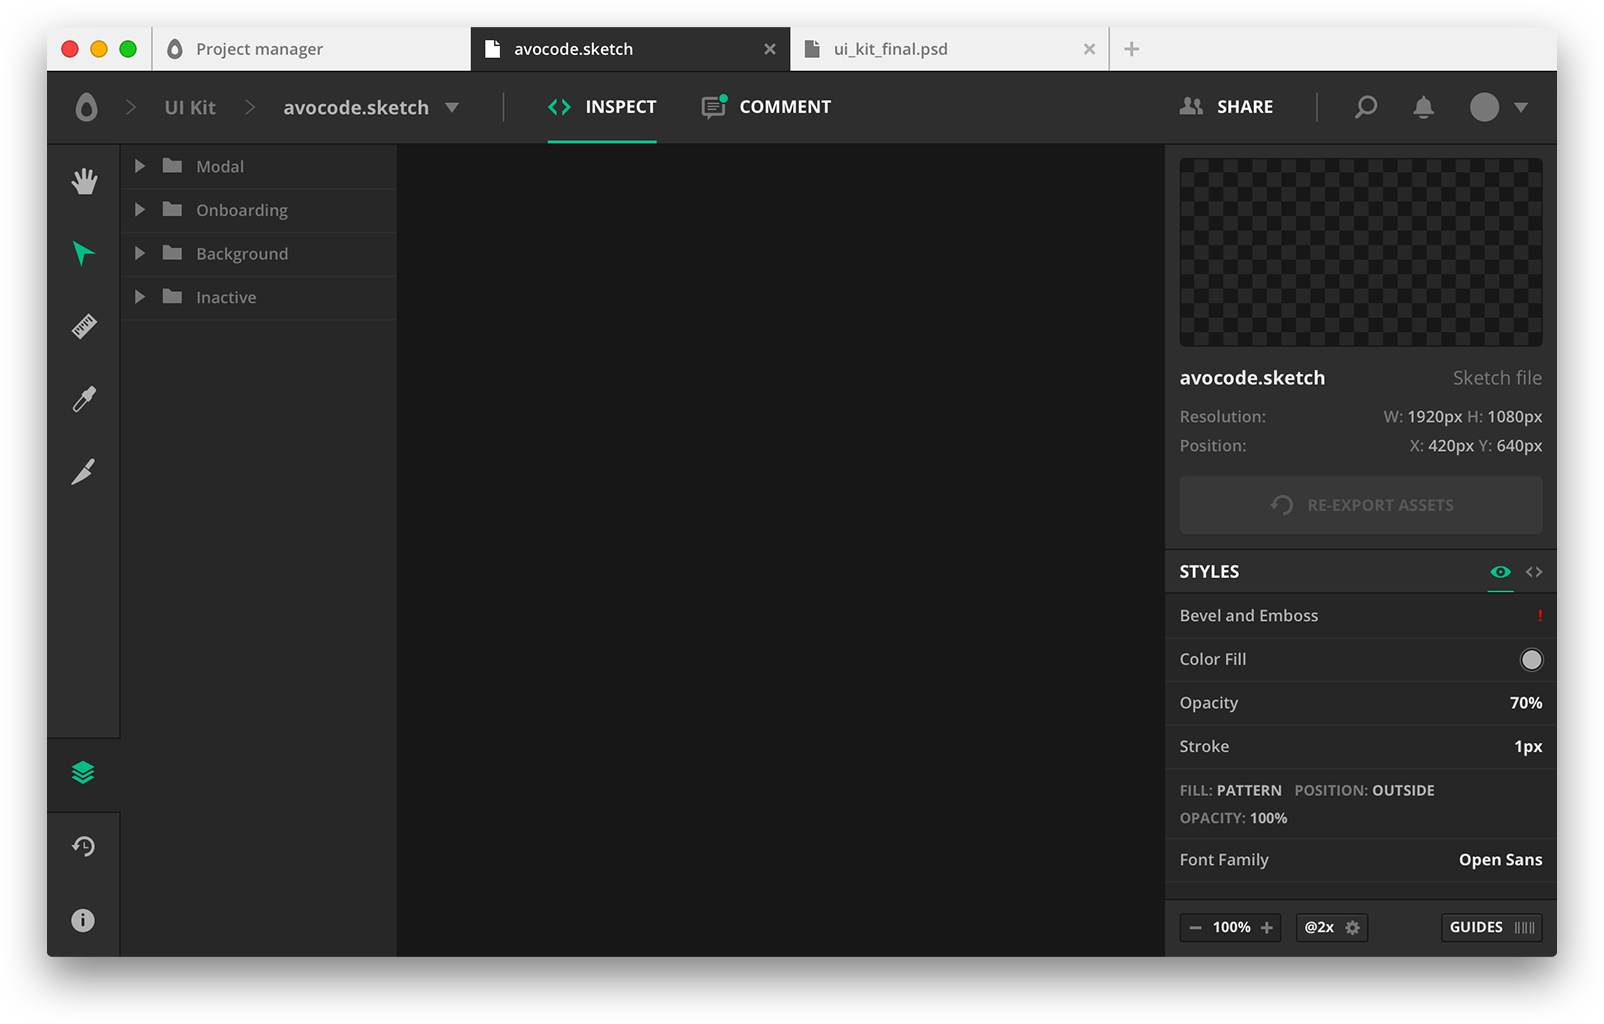 Project manager
avocode.sketch
ui_kit_final.psd
UI Kit
avocode.sketch
INSPECT
COMMENT
SHARE
Modal
Onboarding
Background
Inactive
avocode.sketch Sketch file
Resolution: W: 1920px H: 1080px
Position: X: 420px Y: 640px
RE-EXPORT ASSETS
STYLES
Bevel and Emboss !
Color Fill
Opacity 70%
Stroke 1px
FILL: PATTERN POSITION: OUTSIDE
OPACITY: 100%
Font Family Open Sans
100% @2x GUIDES